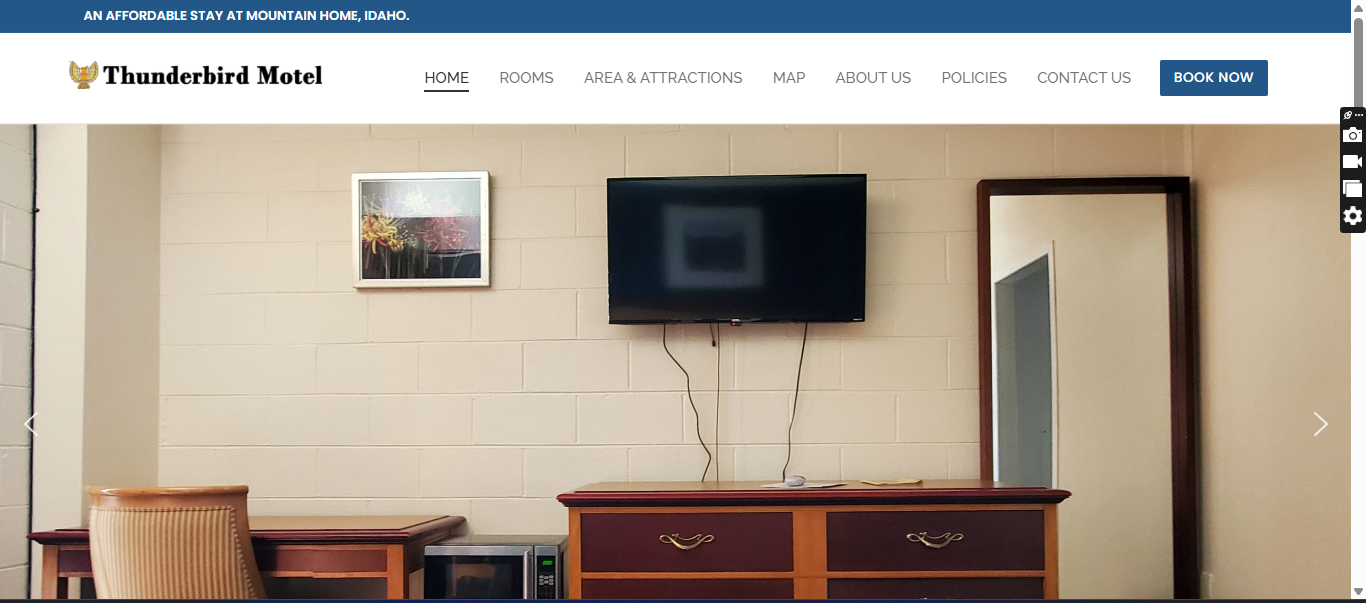 AN AFFORDABLE STAY AT MOUNTAIN HOME, IDAHO.
Thunderbird Motel
HOME ROOMS AREA & ATTRACTIONS MAP ABOUT US POLICIES CONTACT US BOOK NOW